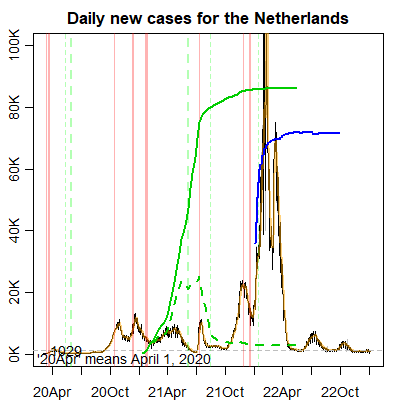 Daily new cases for the Netherlands
100K
80K
60K
40K
20K
0K
1929
'20Apr' means April 1, 2020
20Apr 20Oct 21Apr 21Oct 22Apr 22Oct